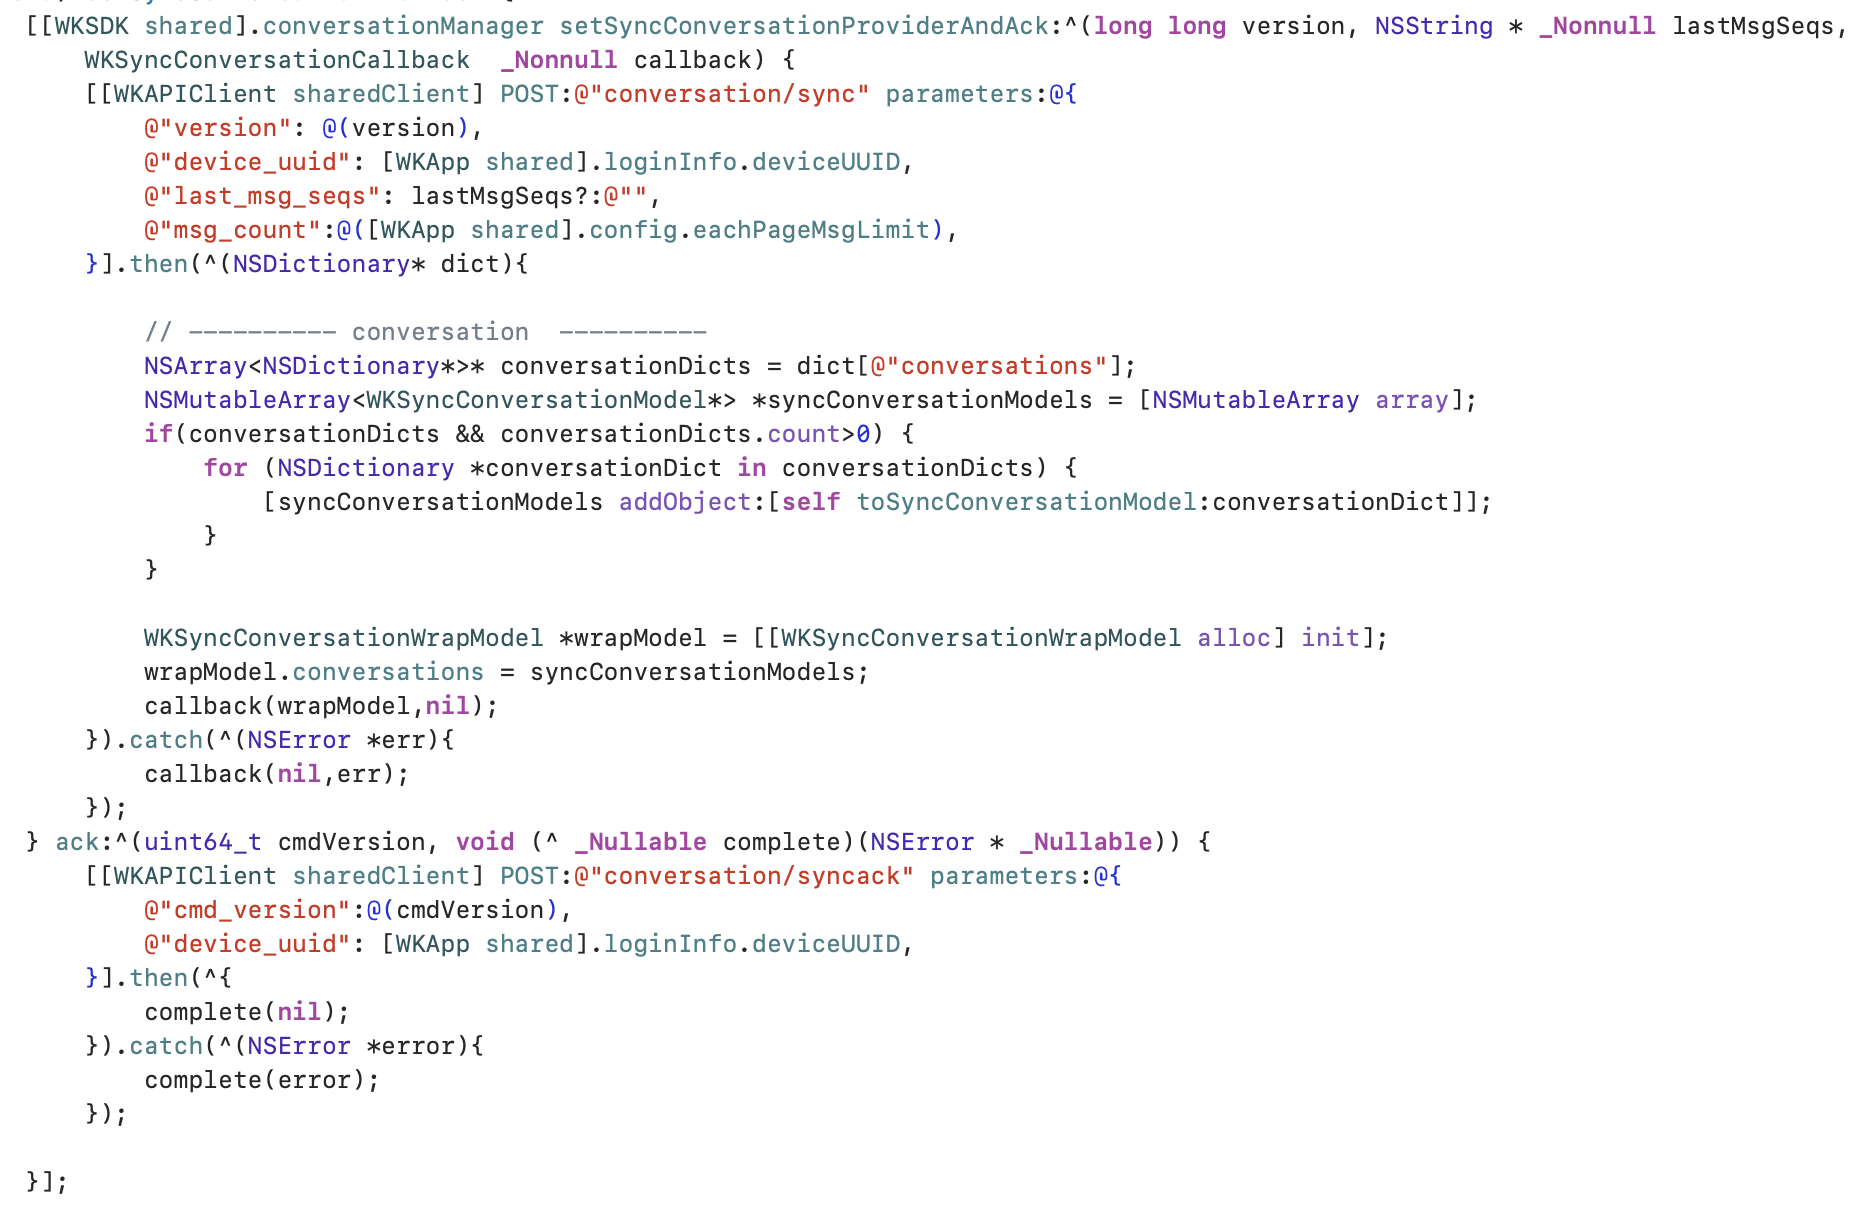 [[WKSDK shared].conversationManager setSyncConversationProviderAndAck:^(long long version, NSString * _Nonnull lastMsgSeqs,
    WKSyncConversationCallback  _Nonnull callback) {
    [[WKAPIClient sharedClient] POST:@"conversation/sync" parameters:@{
        @"version": @(version),
        @"device_uuid": [WKApp shared].loginInfo.deviceUUID,
        @"last_msg_seqs": lastMsgSeqs?:@"",
        @"msg_count":@([WKApp shared].config.eachPageMsgLimit),
    }].then(^(NSDictionary* dict){

        // ---------- conversation  ----------
        NSArray<NSDictionary*>* conversationDicts = dict[@"conversations"];
        NSMutableArray<WKSyncConversationModel*> *syncConversationModels = [NSMutableArray array];
        if(conversationDicts && conversationDicts.count>0) {
            for (NSDictionary *conversationDict in conversationDicts) {
                [syncConversationModels addObject:[self toSyncConversationModel:conversationDict]];
            }
        }

        WKSyncConversationWrapModel *wrapModel = [[WKSyncConversationWrapModel alloc] init];
        wrapModel.conversations = syncConversationModels;
        callback(wrapModel,nil);
    }).catch(^(NSError *err){
        callback(nil,err);
    });
} ack:^(uint64_t cmdVersion, void (^ _Nullable complete)(NSError * _Nullable)) {
    [[WKAPIClient sharedClient] POST:@"conversation/syncack" parameters:@{
        @"cmd_version":@(cmdVersion),
        @"device_uuid": [WKApp shared].loginInfo.deviceUUID,
    }].then(^{
        complete(nil);
    }).catch(^(NSError *error){
        complete(error);
    });

}];